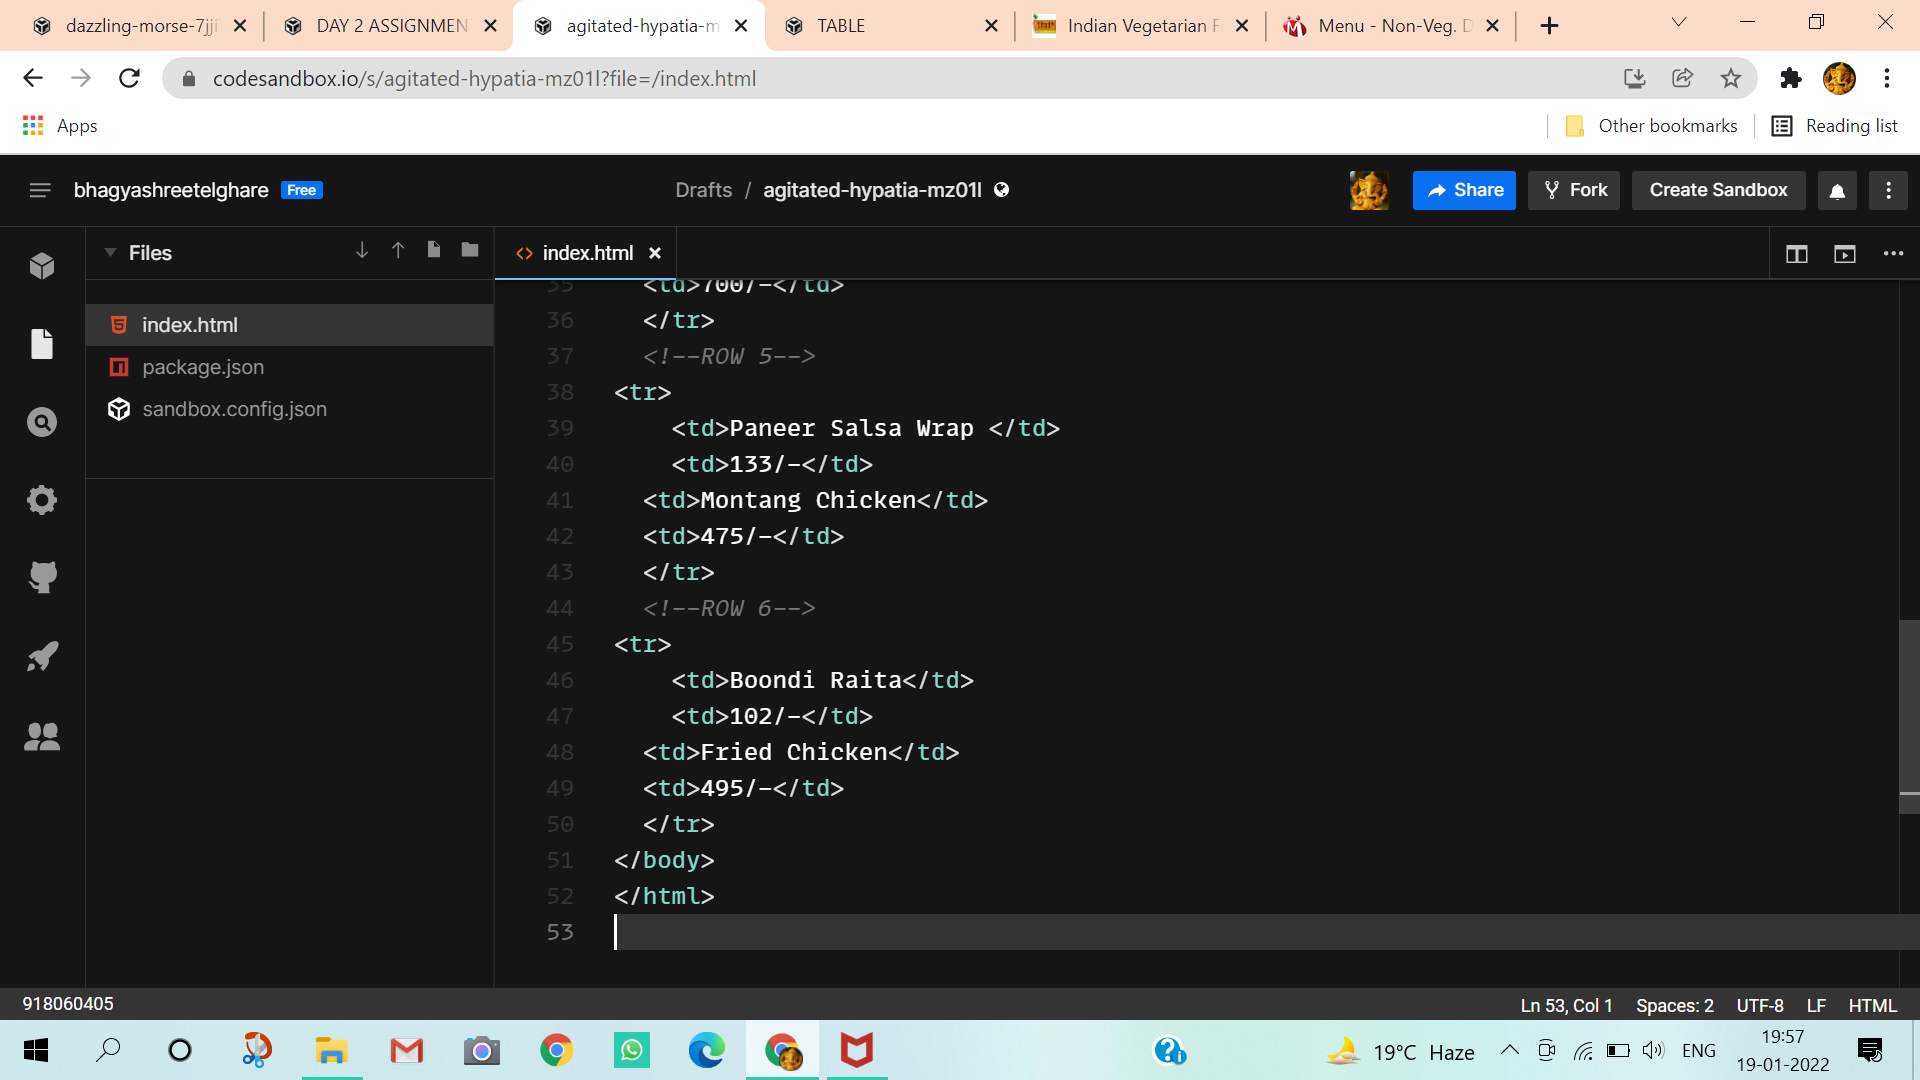 dazzling-morse-7jji
DAY 2 ASSIGNMEN
agitated-hypatia-m
TABLE
Indian Vegetarian F
Menu - Non-Veg. D
codesandbox.io/s/agitated-hypatia-mz01l?file=/index.html
Apps
Other bookmarks
Reading list
bhagyashreetelghare Free
Drafts / agitated-hypatia-mz01l
Share
Fork
Create Sandbox
Files
index.html
package.json
sandbox.config.json
<> index.html
35 <td>700/-</td>
36 </tr>
37 <!--ROW 5-->
38 <tr>
39 <td>Paneer Salsa Wrap </td>
40 <td>133/-</td>
41 <td>Montang Chicken</td>
42 <td>475/-</td>
43 </tr>
44 <!--ROW 6-->
45 <tr>
46 <td>Boondi Raita</td>
47 <td>102/-</td>
48 <td>Fried Chicken</td>
49 <td>495/-</td>
50 </tr>
51 </body>
52 </html>
53
918060405
Ln 53, Col 1 Spaces: 2 UTF-8 LF HTML
19°C Haze
ENG
19:57
19-01-2022